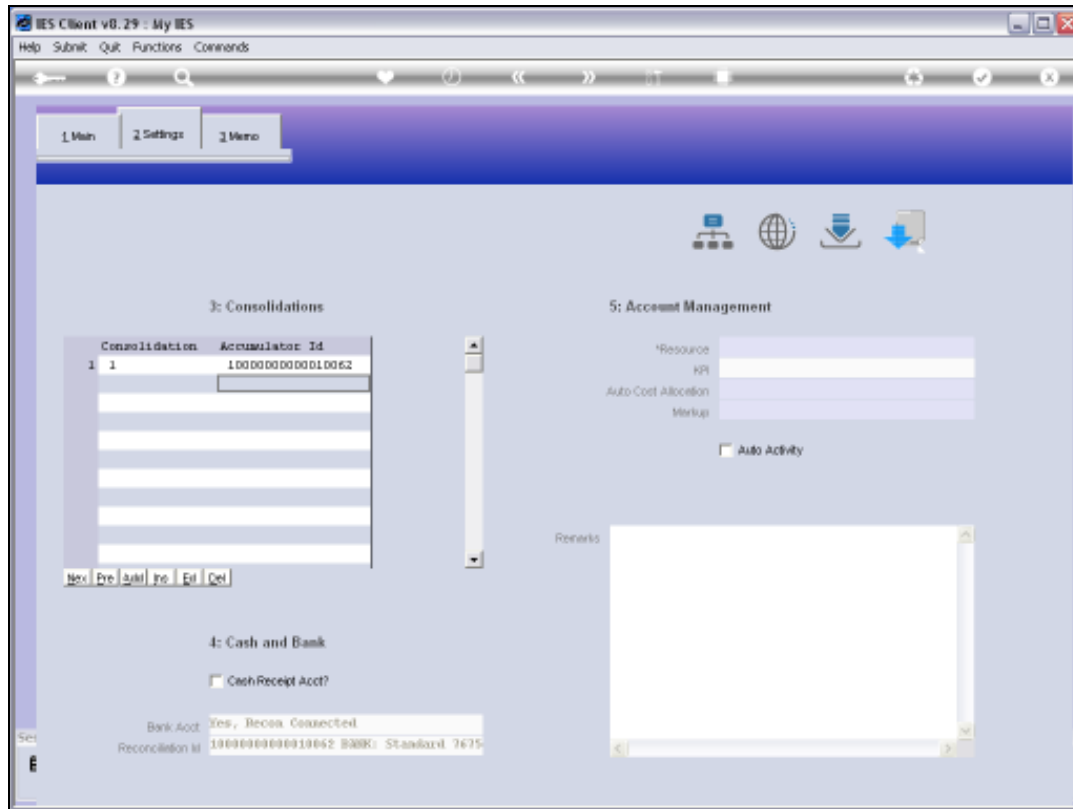 IES Client v8.29 : My IES
Help Submit Quit Functions Commands
1 Main 2 Settings 3 Memo
3: Consolidations
5: Account Management
Consolidation Accumulator Id
1 1 10000000000010062
*Resource
KPI
Auto Cost Allocation
Markup
Auto Activity
Remarks
Nex Pre Add Ins Ed Del
4: Cash and Bank
Cash Receipt Acct?
Bank Acct Yes, Recon Connected
Reconciliation Id 10000000000010062 BANK: Standard 7675